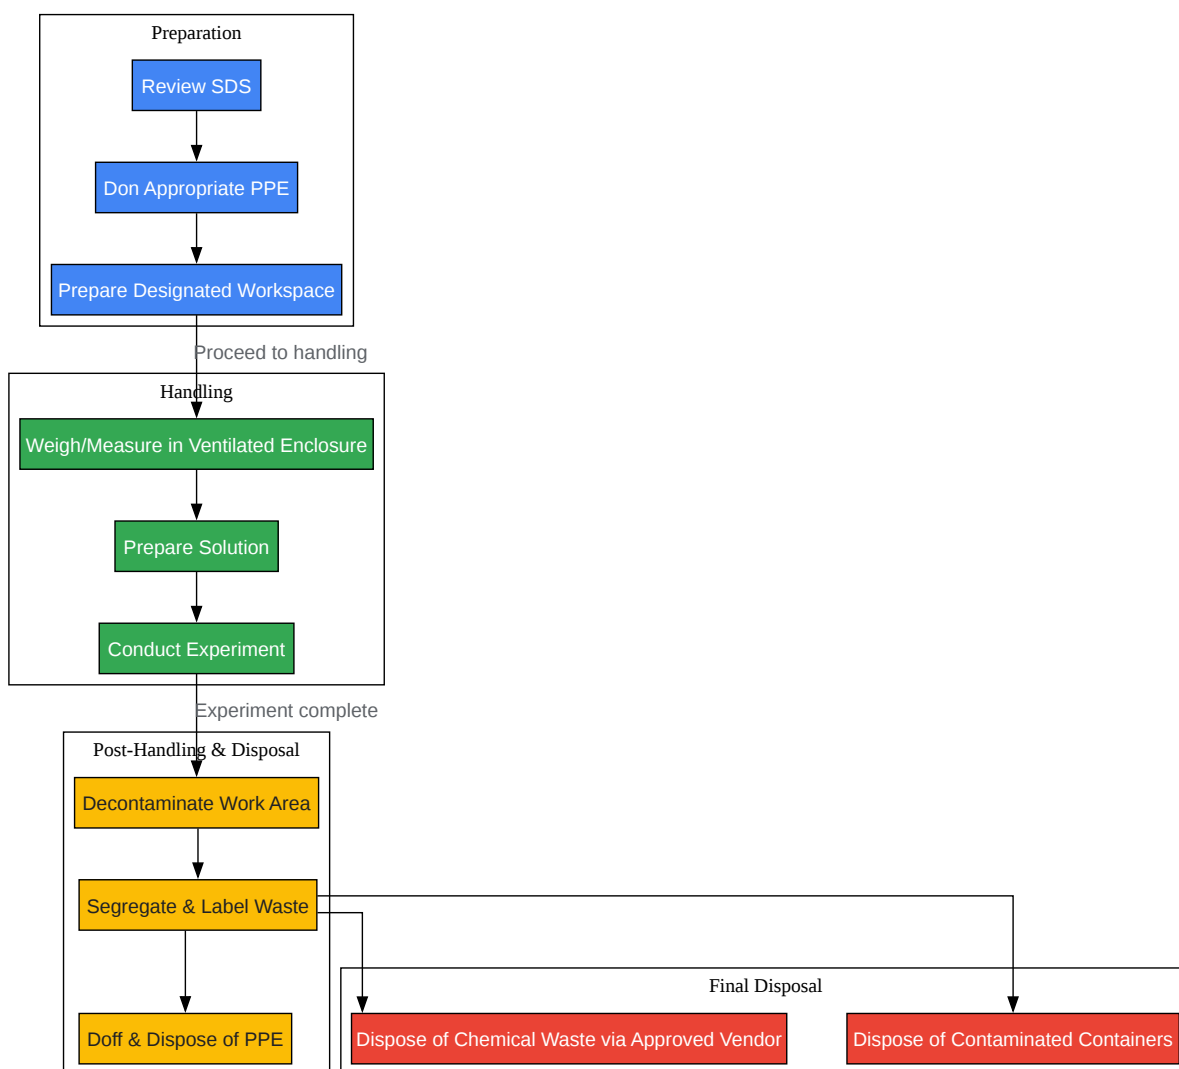 Preparation
Review SDS
Don Appropriate PPE
Prepare Designated Workspace
Proceed to handling
Handling
Weigh/Measure in Ventilated Enclosure
Prepare Solution
Conduct Experiment
Experiment complete
Post-Handling & Disposal
Decontaminate Work Area
Segregate & Label Waste
Final Disposal
Doff & Dispose of PPE
Dispose of Chemical Waste via Approved Vendor
Dispose of Contaminated Containers